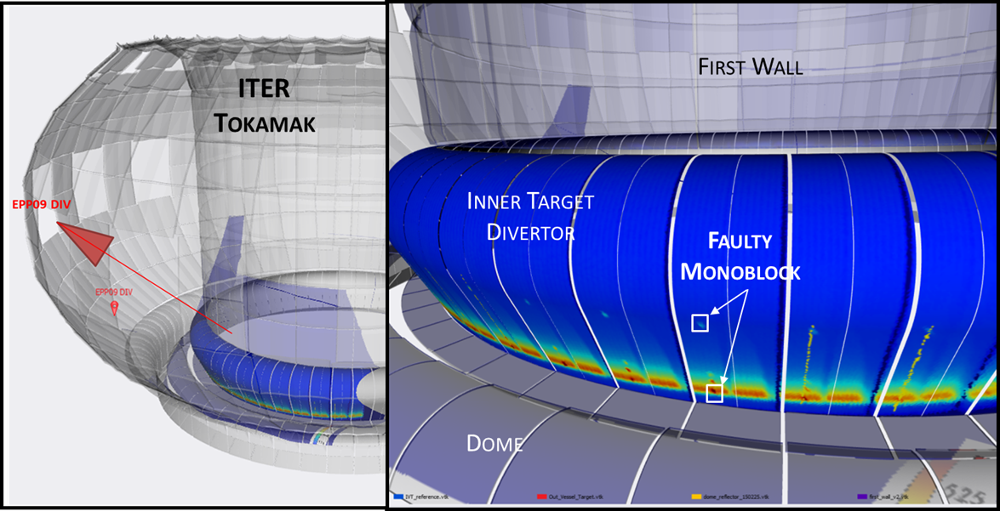 ITER
TOKAMAK
EPP09 DIV
EPP09 DIV
FIRST WALL
INNER TARGET
DIVERTOR
FAULTY
MONOBLOCK
DOME
525
IVT_reference.vtk
Out_Vessel_Target.vtk
dome_reflector_150225.vtk
first_wall_v2.vtk